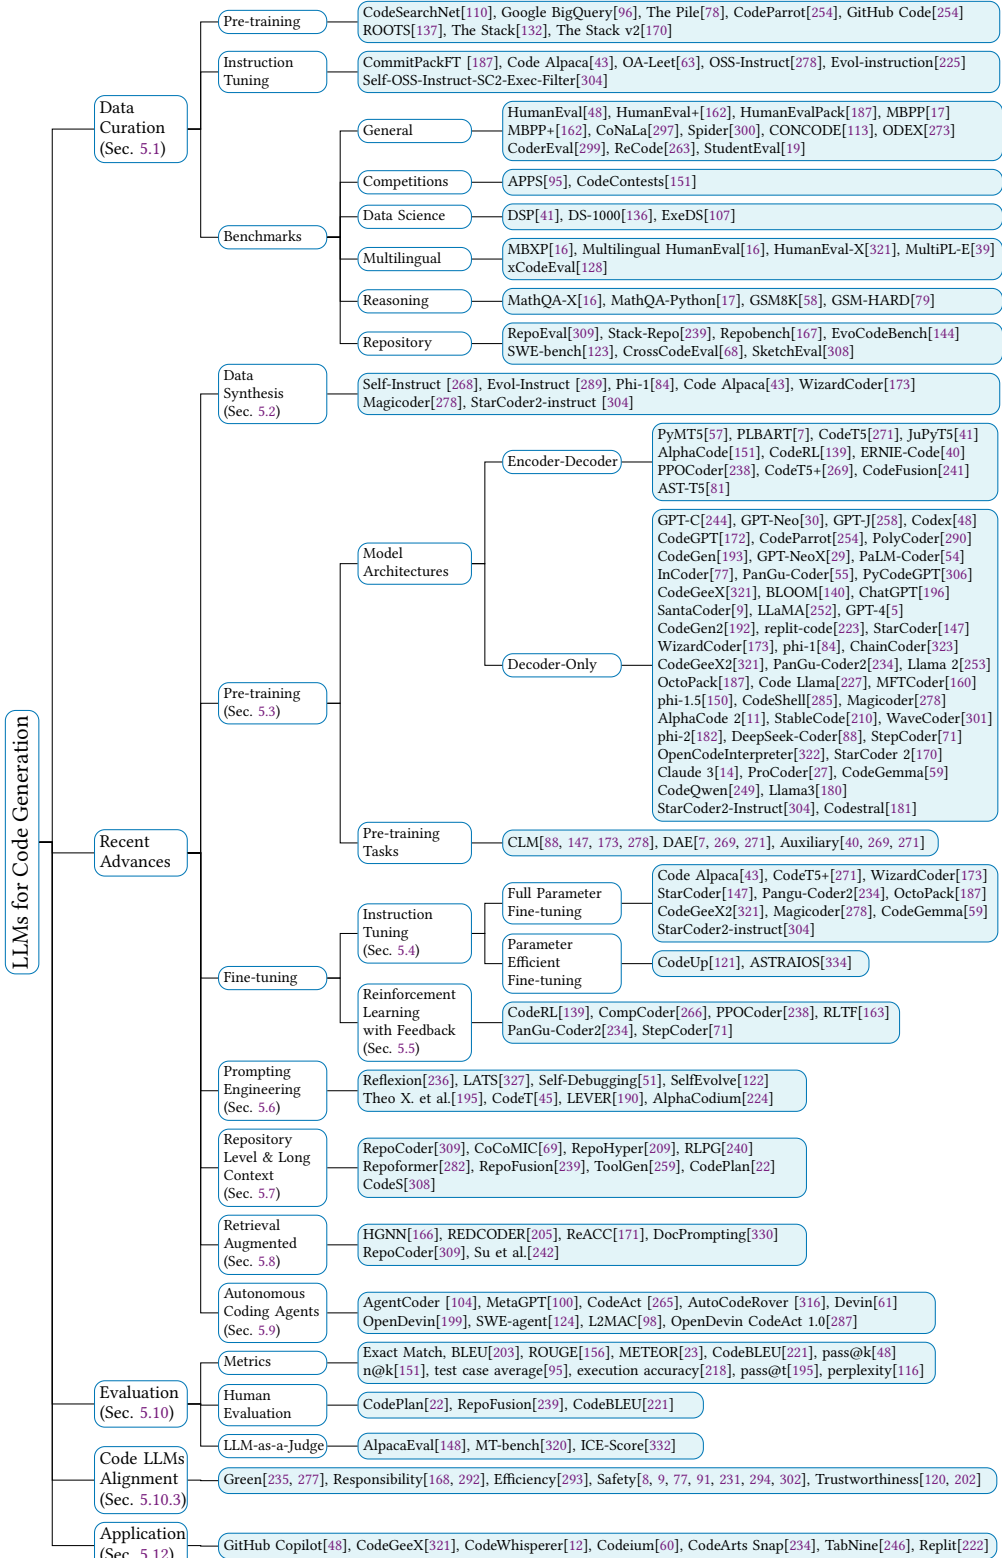 LLMs for Code Generation
Data
Curation
(Sec. 5.1)
Pre-training
CodeSearchNet[110], Google BigQuery[96], The Pile[78], CodeParrot[254], GitHub Code[254]
ROOTS[137], The Stack[132], The Stack v2[170]
Instruction
Tuning
CommitPackFT [187], Code Alpaca[43], OA-Leet[63], OSS-Instruct[278], Evol-instruction[225]
Self-OSS-Instruct-SC2-Exec-Filter[304]
Benchmarks
General
HumanEval[48], HumanEval+[162], HumanEvalPack[187], MBPP[17]
MBPP+[162], CoNaLa[297], Spider[300], CONCODE[113], ODEX[273]
CoderEval[299], ReCode[263], StudentEval[19]
Competitions
APPS[95], CodeContests[151]
Data Science
DSP[41], DS-1000[136], ExeDS[107]
Multilingual
MBXP[16], Multilingual HumanEval[16], HumanEval-X[321], MultiPL-E[39]
xCodeEval[128]
Reasoning
MathQA-X[16], MathQA-Python[17], GSM8K[58], GSM-HARD[79]
Repository
RepoEval[309], Stack-Repo[239], Repobench[167], EvoCodeBench[144]
SWE-bench[123], CrossCodeEval[68], SketchEval[308]
Recent
Advances
Data
Synthesis
(Sec. 5.2)
Self-Instruct [268], Evol-Instruct [289], Phi-1[84], Code Alpaca[43], WizardCoder[173]
Magicoder[278], StarCoder2-instruct [304]
Pre-training
(Sec. 5.3)
Model
Architectures
Encoder-Decoder
PyMT5[57], PLBART[7], CodeT5[271], JuPyT5[41]
AlphaCode[151], CodeRL[139], ERNIE-Code[40]
PPOCoder[238], CodeT5+[269], CodeFusion[241]
AST-T5[81]
Decoder-Only
GPT-C[244], GPT-Neo[30], GPT-J[258], Codex[48]
CodeGPT[172], CodeParrot[254], PolyCoder[290]
CodeGen[193], GPT-NeoX[29], PaLM-Coder[54]
InCoder[77], PanGu-Coder[55], PyCodeGPT[306]
CodeGeeX[321], BLOOM[140], ChatGPT[196]
SantaCoder[9], LLaMA[252], GPT-4[5]
CodeGen2[192], replit-code[223], StarCoder[147]
WizardCoder[173], phi-1[84], ChainCoder[323]
CodeGeeX2[321], PanGu-Coder2[234], Llama 2[253]
OctoPack[187], Code Llama[227], MFTCoder[160]
phi-1.5[150], CodeShell[285], Magicoder[278]
AlphaCode 2[11], StableCode[210], WaveCoder[301]
phi-2[182], DeepSeek-Coder[88], StepCoder[71]
OpenCodeInterpreter[322], StarCoder 2[170]
Claude 3[14], ProCoder[27], CodeGemma[59]
CodeQwen[249], Llama3[180]
StarCoder2-Instruct[304], Codestral[181]
Pre-training
Tasks
CLM[88, 147, 173, 278], DAE[7, 269, 271], Auxiliary[40, 269, 271]
Fine-tuning
Instruction
Tuning
(Sec. 5.4)
Full Parameter
Fine-tuning
Code Alpaca[43], CodeT5+[271], WizardCoder[173]
StarCoder[147], Pangu-Coder2[234], OctoPack[187]
CodeGeeX2[321], Magicoder[278], CodeGemma[59]
StarCoder2-instruct[304]
Parameter
Efficient
Fine-tuning
CodeUp[121], ASTRAIOS[334]
Reinforcement
Learning
with Feedback
(Sec. 5.5)
CodeRL[139], CompCoder[266], PPOCoder[238], RLTF[163]
PanGu-Coder2[234], StepCoder[71]
Prompting
Engineering
(Sec. 5.6)
Reflexion[236], LATS[327], Self-Debugging[51], SelfEvolve[122]
Theo X. et al.[195], CodeT[45], LEVER[190], AlphaCodium[224]
Repository
Level & Long
Context
(Sec. 5.7)
RepoCoder[309], CoCoMIC[69], RepoHyper[209], RLPG[240]
Repoformer[282], RepoFusion[239], ToolGen[259], CodePlan[22]
CodeS[308]
Retrieval
Augmented
(Sec. 5.8)
HGNN[166], REDCODER[205], ReACC[171], DocPrompting[330]
RepoCoder[309], Su et al.[242]
Autonomous
Coding Agents
(Sec. 5.9)
AgentCoder [104], MetaGPT[100], CodeAct [265], AutoCodeRover [316], Devin[61]
OpenDevin[199], SWE-agent[124], L2MAC[98], OpenDevin CodeAct 1.0[287]
Evaluation
(Sec. 5.10)
Metrics
Exact Match, BLEU[203], ROUGE[156], METEOR[23], CodeBLEU[221], pass@k[48]
n@k[151], test case average[95], execution accuracy[218], pass@t[195], perplexity[116]
Human
Evaluation
CodePlan[22], RepoFusion[239], CodeBLEU[221]
LLM-as-a-Judge
AlpacaEval[148], MT-bench[320], ICE-Score[332]
Code LLMs
Alignment
(Sec. 5.10.3)
Green[235, 277], Responsibility[168, 292], Efficiency[293], Safety[8, 9, 77, 91, 231, 294, 302], Trustworthiness[120, 202]
Application
(Sec. 5.12)
GitHub Copilot[48], CodeGeeX[321], CodeWhisperer[12], Codeium[60], CodeArts Snap[234], TabNine[246], Replit[222]